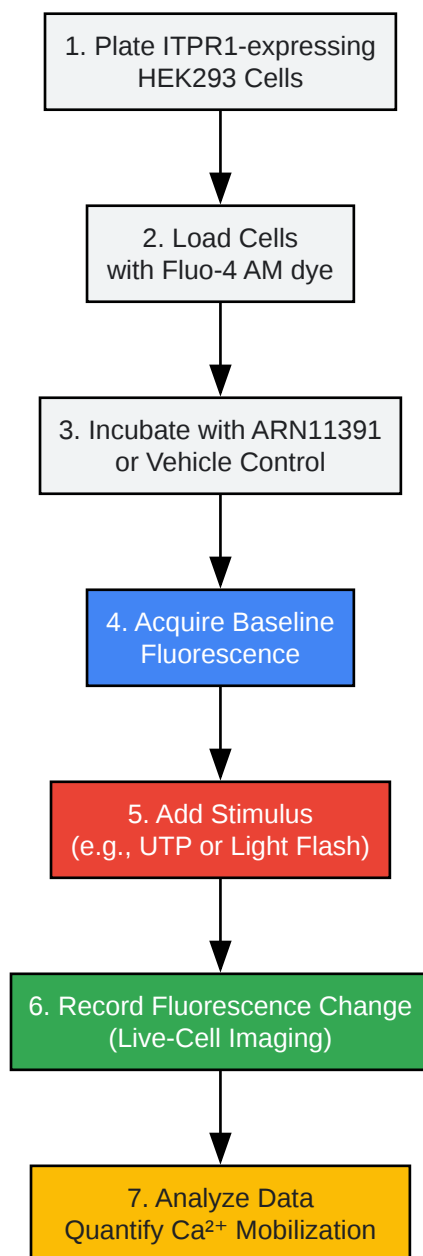 1. Plate ITPR1-expressing
HEK293 Cells
2. Load Cells
with Fluo-4 AM dye
3. Incubate with ARN11391
or Vehicle Control
4. Acquire Baseline
Fluorescence
5. Add Stimulus
(e.g., UTP or Light Flash)
6. Record Fluorescence Change
(Live-Cell Imaging)
7. Analyze Data
Quantify Ca²⁺ Mobilization